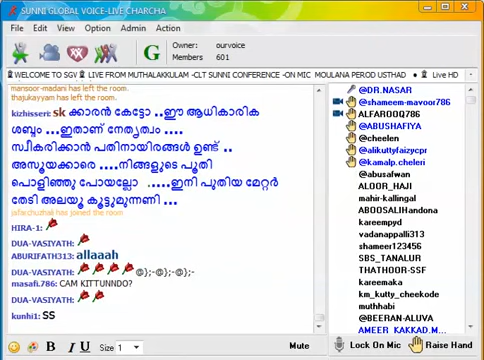 SUNNI GLOBAL VOICE-LIVE CHARCHA
File Edit View Option Admin Action
Owner: ourvoice
Members 601
G
WELCOME TO SGV LIVE FROM MUTHALAKKULAM -CLT SUNNI CONFERENCE -ON MIC MOULANA PEROD USTHAD Live HD
mansoor-madani has left the room.
thajukayyam has left the room.
kizhisseri: sk ക്കാരൻ കേട്ടോ ..ഈ ആധികാരിക
ശബ്ദം ...ഇതാണ് നേതൃത്വം ....
സ്വീകരിക്കാൻ പതിനായിരങ്ങൾ ഉണ്ട് ..
അസൂയക്കാരെ ....നിങ്ങളുടെ പൂതി
പൊളിഞ്ഞു പോയല്ലോ .....ഇനി പുതിയ മേറ്റർ
തേടി അലയൂ കൂട്ടുമുന്നണി ...
jafarchuzhali has joined the room
HIRA-1:
DUA-VASIYATH:
ABURIFATH313: allaaah
DUA-VASIYATH: @};-@};-@};-
masafi.786: CAM KITTUNNDO?
DUA-VASIYATH:
kunhi1: SS
@DR.NASAR
@shameem-mavoor786
ALFAROOQ786
@ABUSHAFIYA
@cheelen
@alikuttyfaizycpr
@kamalp.cheleri
@abusafwan
ALOOR_HAJI
mahir-kallingal
ABOOSALIHandona
kareempyd
vadanappalli313
shameer123456
SBS_TANALUR
THATHOOR-SSF
kareemmaka
km_kutty_cheekode
mundhikal
@BEERAN-ALUVA
AMEER_KAKKAD.M...
B I U Size 1 Mute Lock On Mic Raise Hand